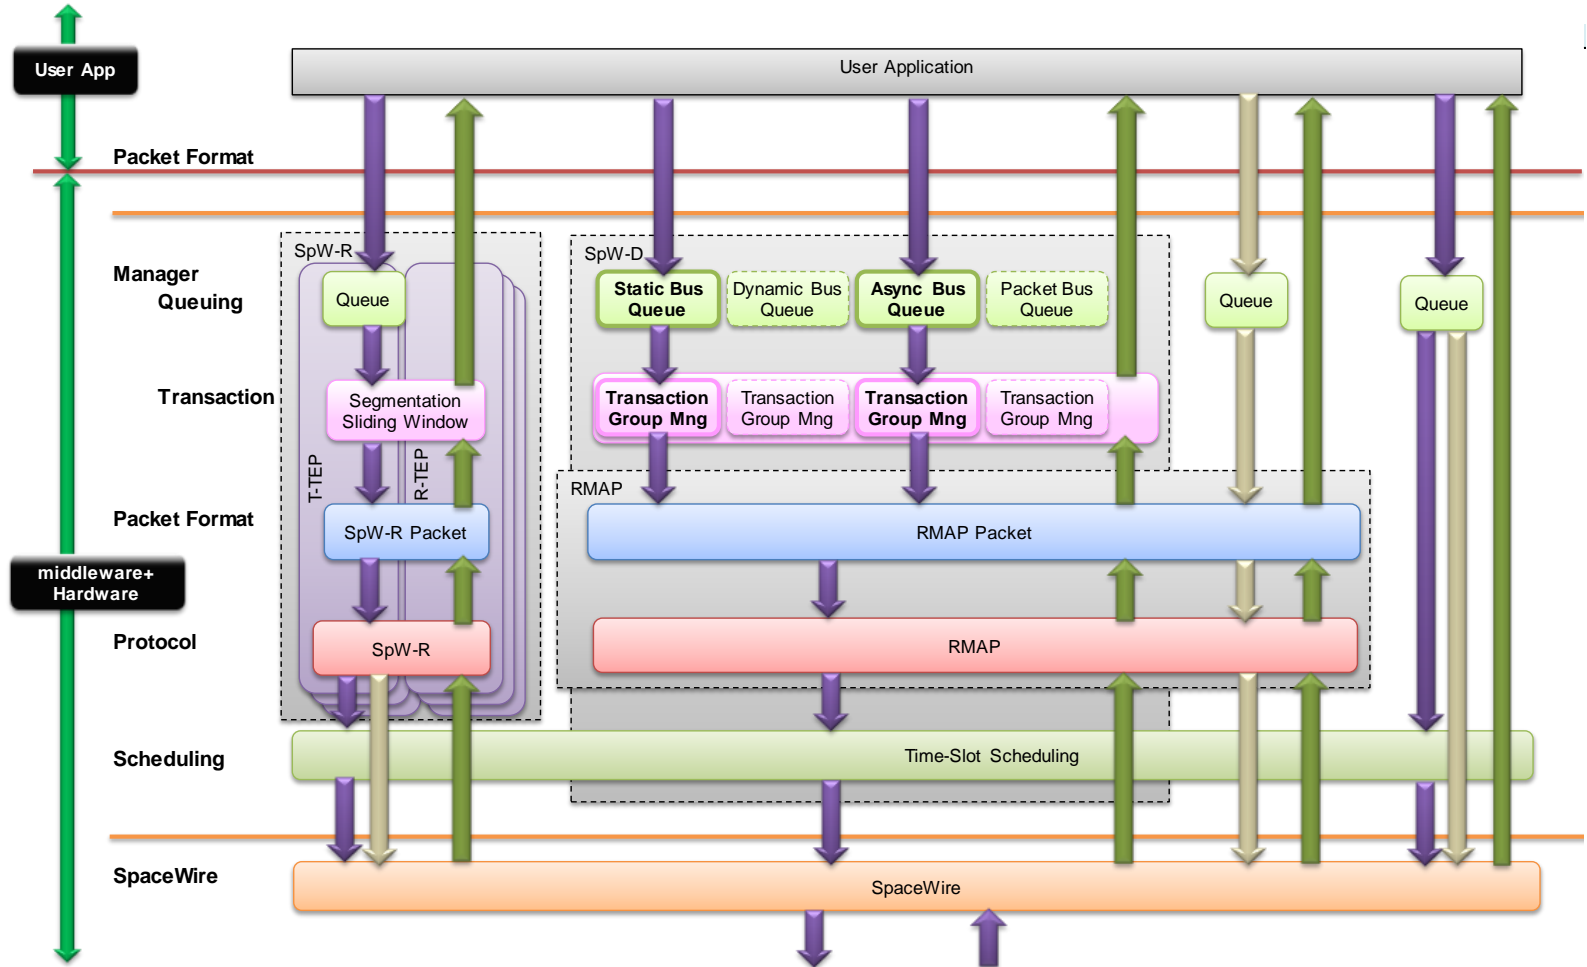 User App
User Application
Packet Format
SpW-R
SpW-D
Manager
Queuing
Queue
Static Bus
Queue
Dynamic Bus
Queue
Async Bus
Queue
Packet Bus
Queue
Queue
Queue
Transaction
Segmentation
Sliding Window
Transaction
Group Mng
Transaction
Group Mng
Transaction
Group Mng
Transaction
Group Mng
T-TEP
R-TEP
RMAP
Packet Format
SpW-R Packet
RMAP Packet
middleware+
Hardware
Protocol
SpW-R
RMAP
Scheduling
Time-Slot Scheduling
SpaceWire
SpaceWire